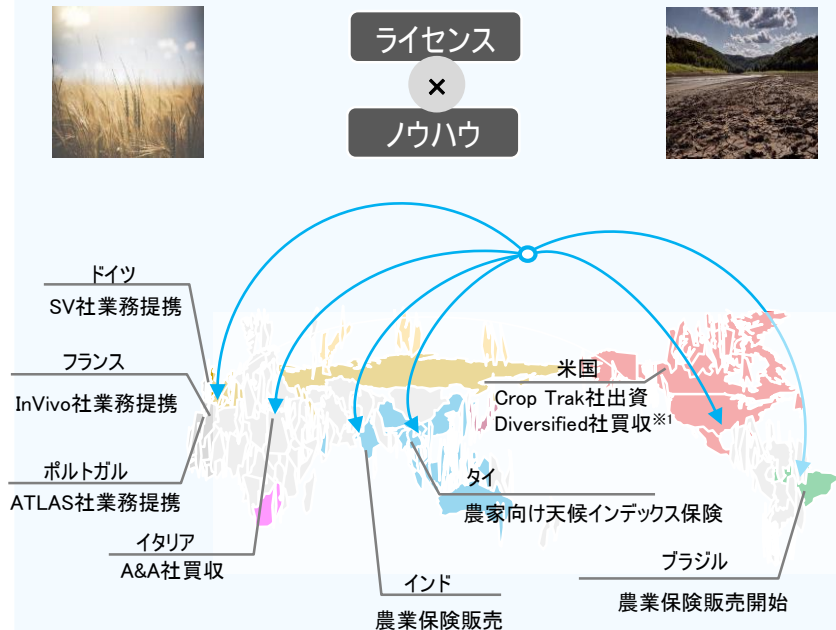 ライセンス
×
ノウハウ
ドイツ
SV社業務提携
フランス
InVivo社業務提携
ポルトガル
ATLAS社業務提携
イタリア
A&A社買収
インド
農業保険販売
タイ
農家向け天候インデックス保険
米国
Crop Trak社出資
Diversified社買収※1
ブラジル
農業保険販売開始